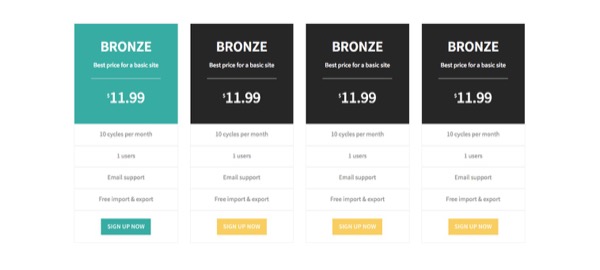 BRONZE
Best price for a basic site
$11.99
10 cycles per month
1 users
Email support
Free import & export
SIGN UP NOW
BRONZE
Best price for a basic site
$11.99
10 cycles per month
1 users
Email support
Free import & export
SIGN UP NOW
BRONZE
Best price for a basic site
$11.99
10 cycles per month
1 users
Email support
Free import & export
SIGN UP NOW
BRONZE
Best price for a basic site
$11.99
10 cycles per month
1 users
Email support
Free import & export
SIGN UP NOW